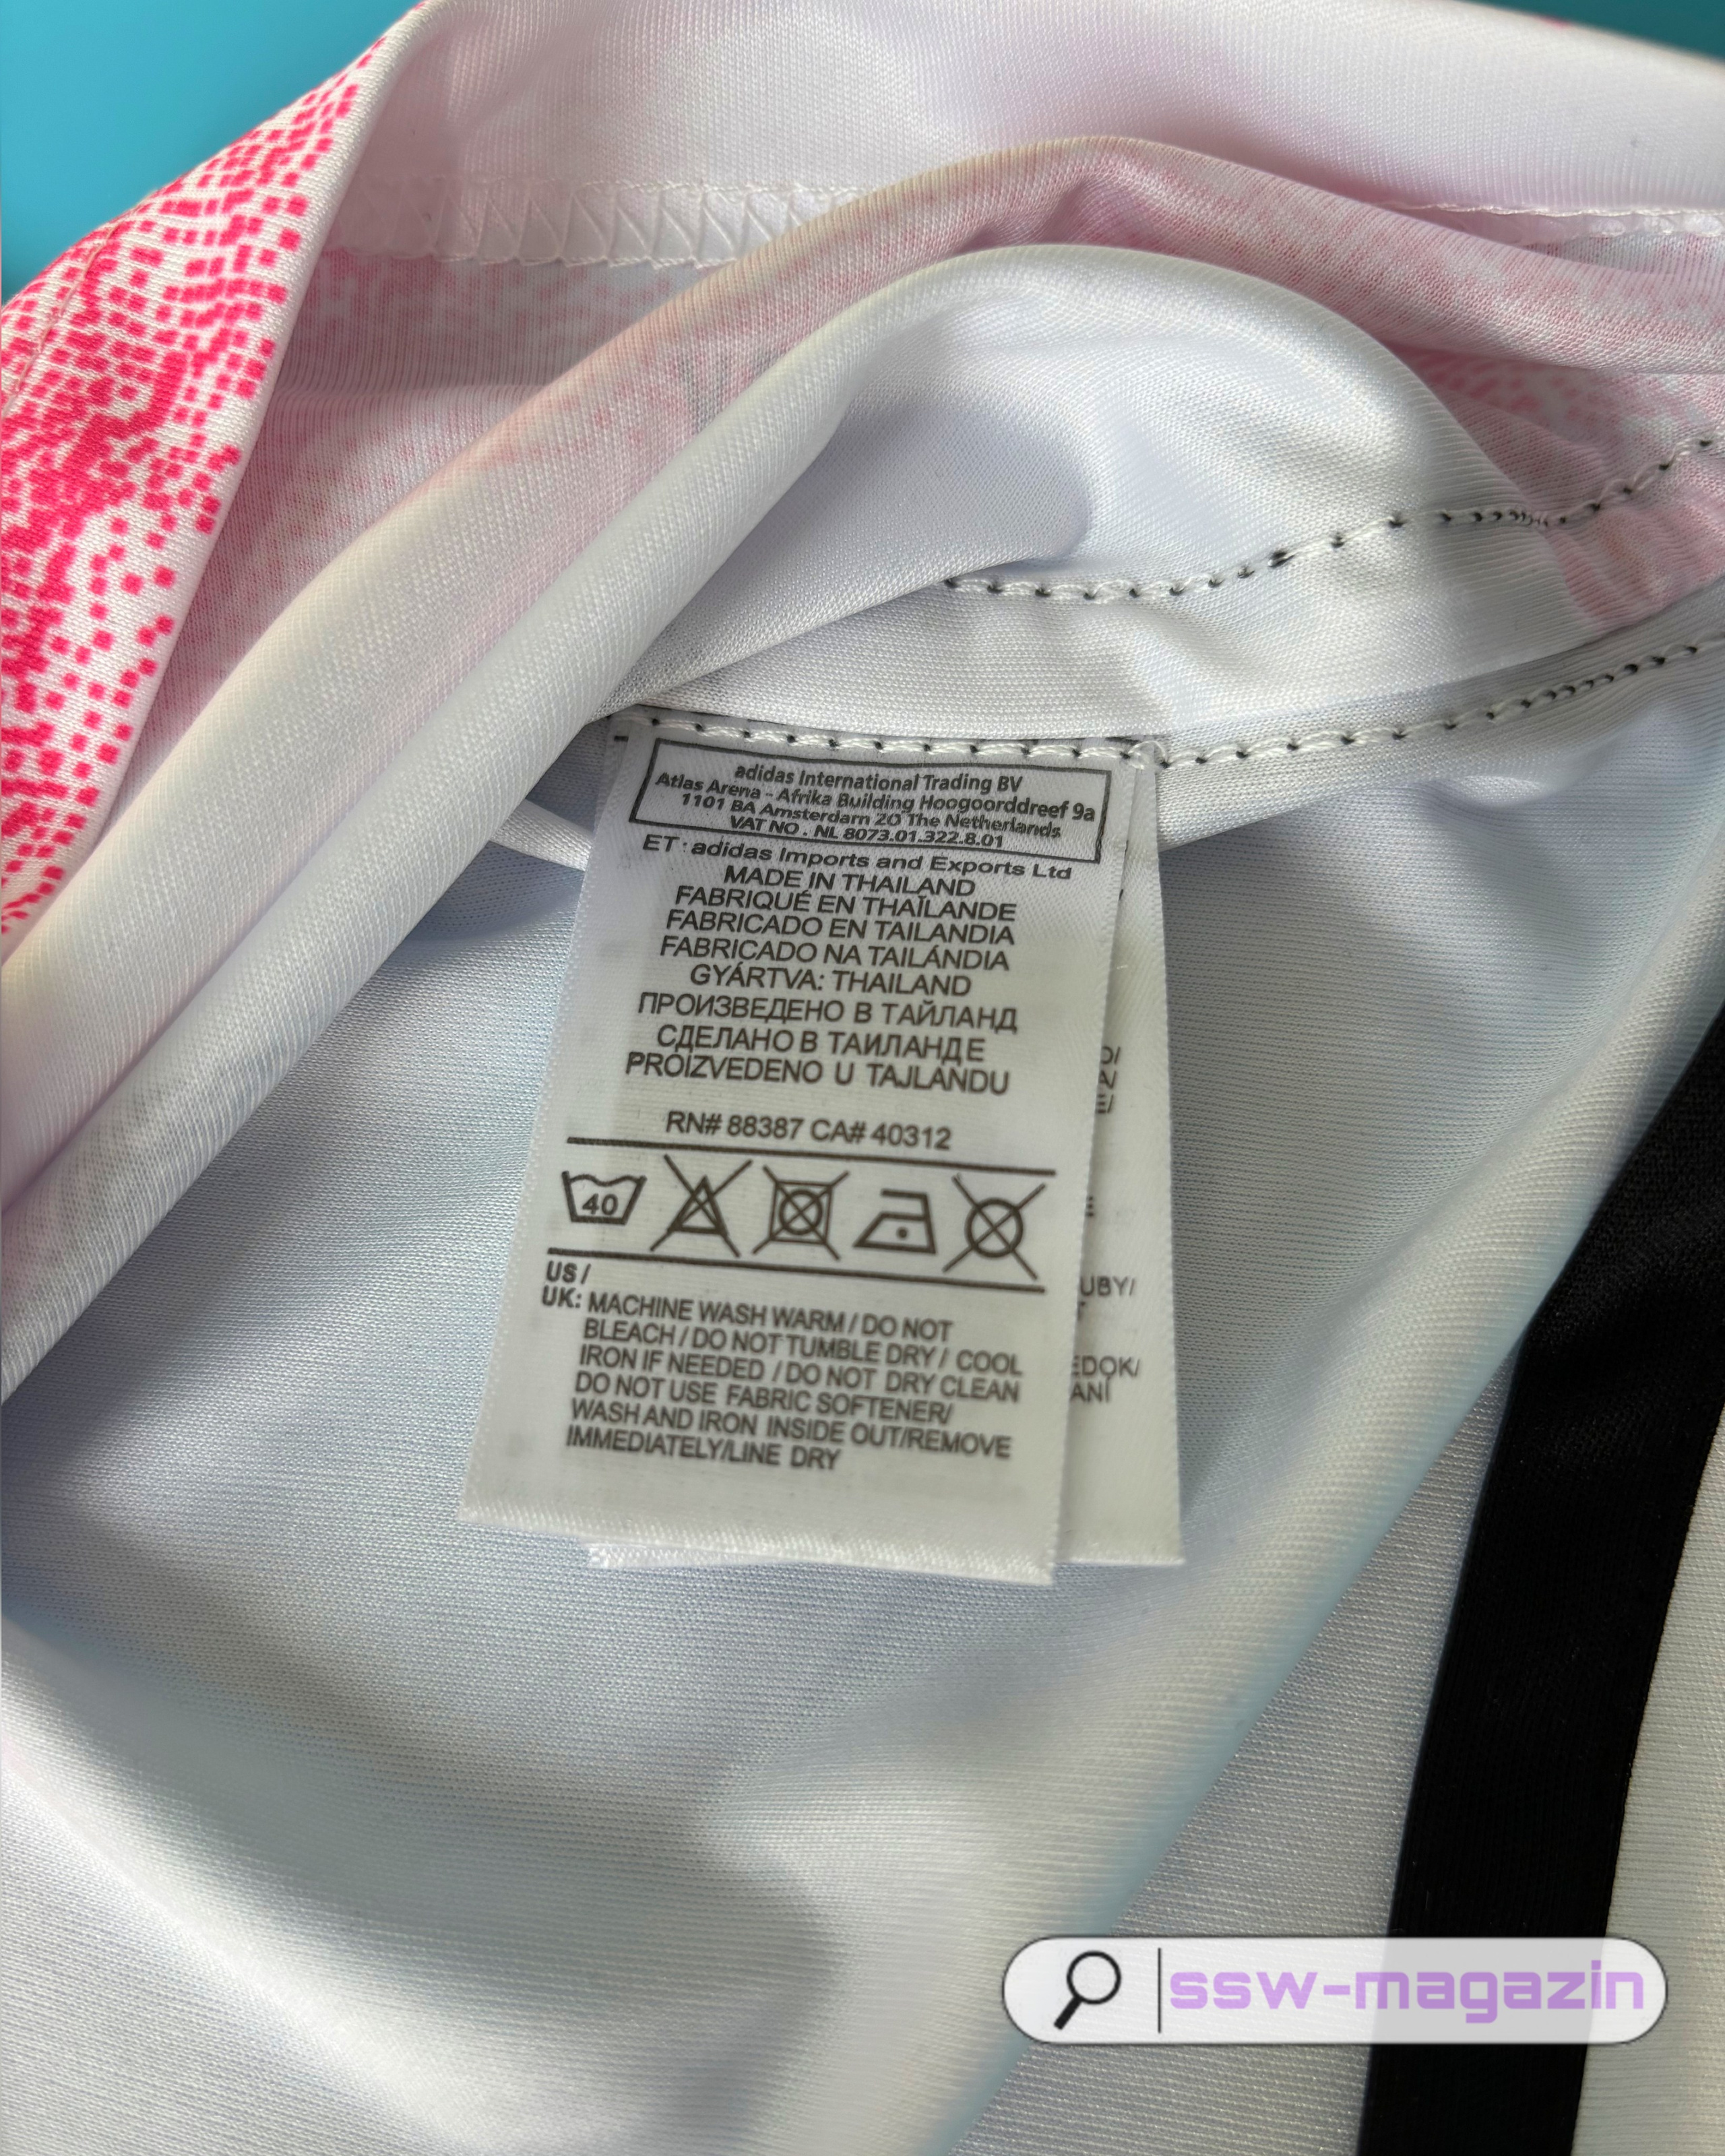 adidas International Trading BV
Atlas Arena - Afrika Building Hoogoorddreef 9a
1101 BA Amsterdam ZO The Netherlands
VAT NO . NL 8073.01.322.8.01
ET : adidas Imports and Exports Ltd
MADE IN THAILAND
FABRIQUÉ EN THAÏLANDE
FABRICADO EN TAILANDIA
FABRICADO NA TAILÁNDIA
GYÁRTVA: THAILAND
ПРОИЗВЕДЕНО В ТАЙЛАНД
СДЕЛАНО В ТАИЛАНДЕ
PROIZVEDENO U TAJLANDU
RN# 88387 CA# 40312
40
US /
UK: MACHINE WASH WARM / DO NOT
BLEACH / DO NOT TUMBLE DRY / COOL
IRON IF NEEDED / DO NOT DRY CLEAN
DO NOT USE FABRIC SOFTENER/
WASH AND IRON INSIDE OUT/REMOVE
IMMEDIATELY/LINE DRY
UBY/
EDOK/
ANÍ
ssw-magazin